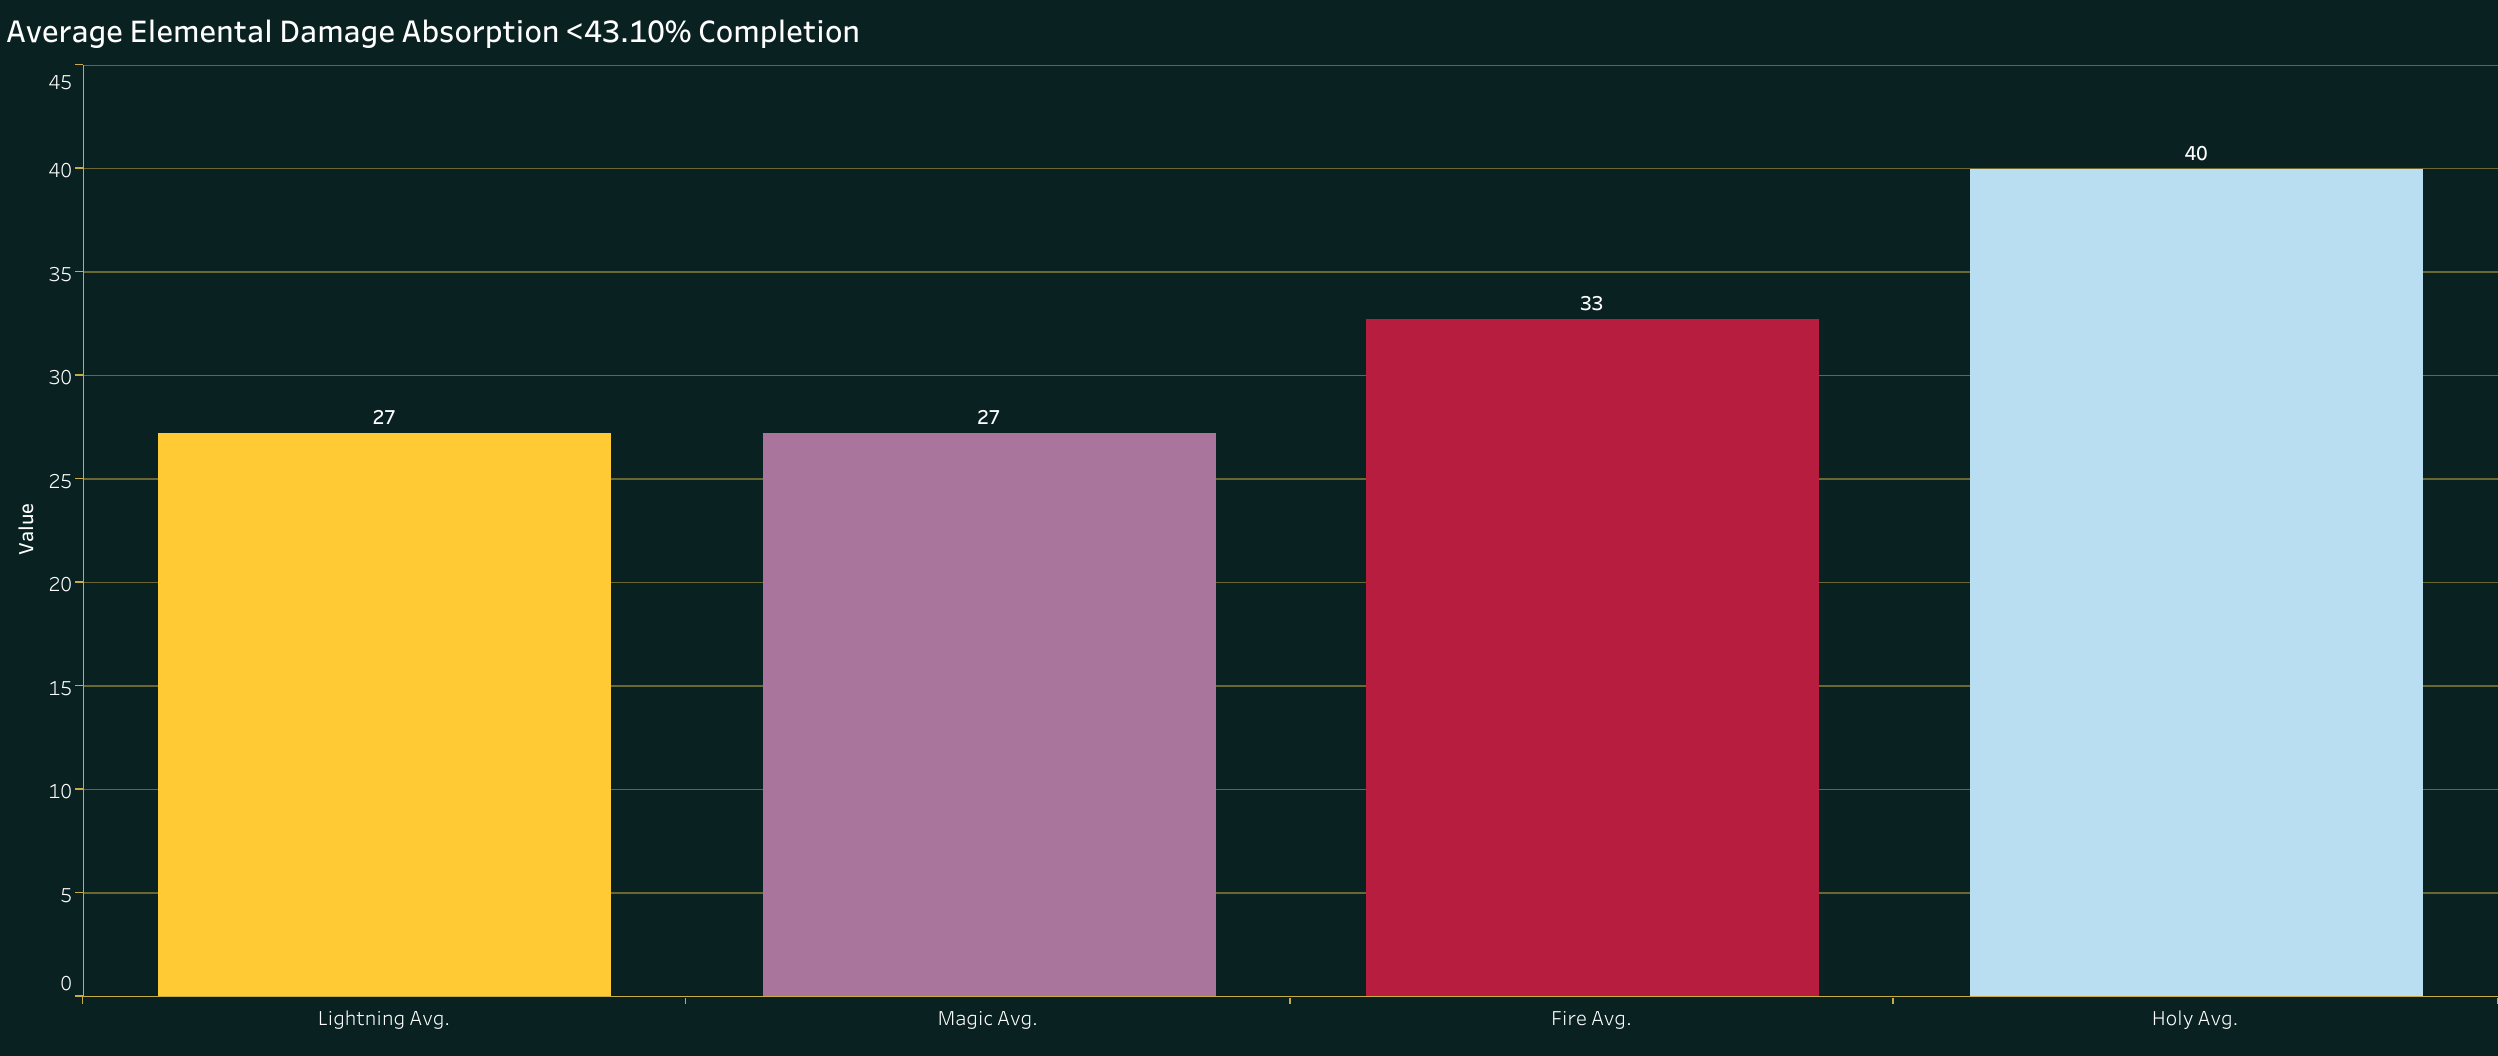 Average Elemental Damage Absorption <43.10% Completion
45
40
40
35
33
30
27
27
25
Value
20
15
10
5
0
Lightning Avg.
Magic Avg.
Fire Avg.
Holy Avg.